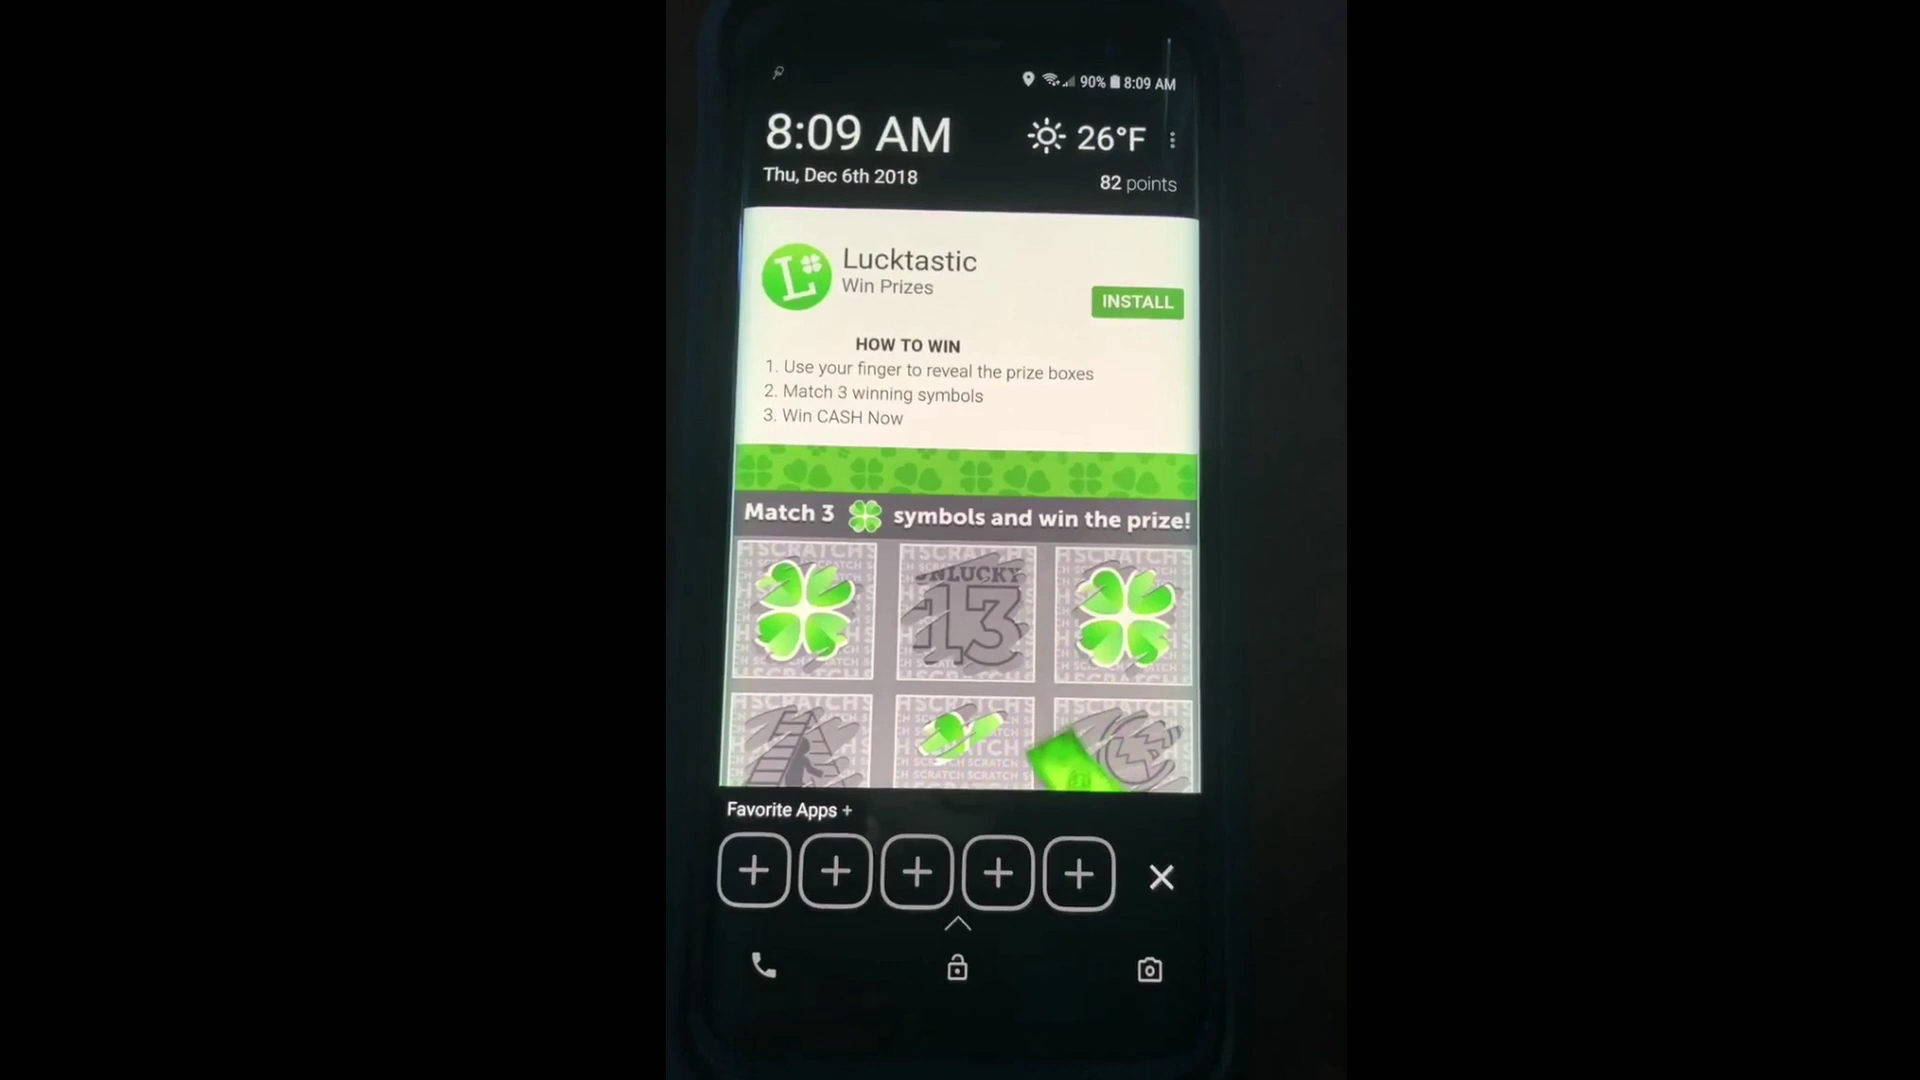 90% 8:09 AM
8:09 AM
26°F
Thu, Dec 6th 2018
82 points
Lucktastic
Win Prizes
INSTALL
HOW TO WIN
1. Use your finger to reveal the prize boxes
2. Match 3 winning symbols
3. Win CASH Now
Match 3 symbols and win the prize!
SCRATCH
13
SCRATCH SCRATCH
Favorite Apps +